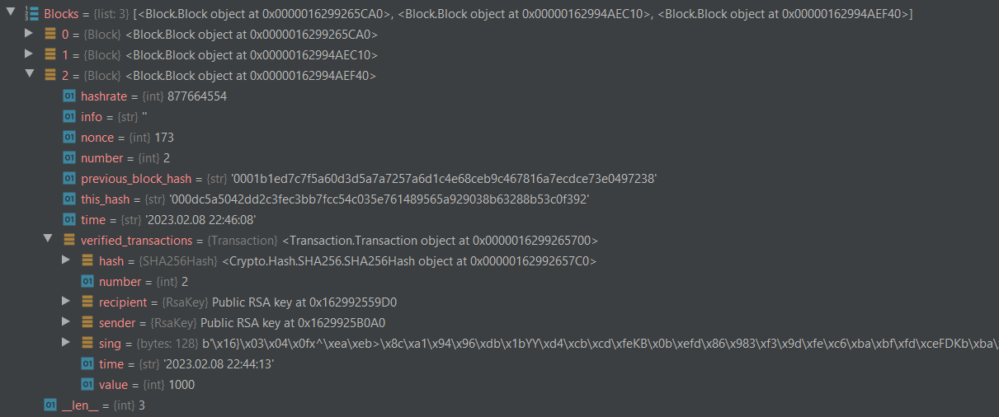 Blocks = {list: 3} [<Block.Block object at 0x0000016299265CA0>, <Block.Block object at 0x00000162994AEC10>, <Block.Block object at 0x00000162994AEF40>]
0 = {Block} <Block.Block object at 0x0000016299265CA0>
1 = {Block} <Block.Block object at 0x00000162994AEC10>
2 = {Block} <Block.Block object at 0x00000162994AEF40>
hashrate = {int} 877664554
info = {str} ''
nonce = {int} 173
number = {int} 2
previous_block_hash = {str} '0001b1ed7c7f5a60d3d5a7a7257a6d1c4e68ceb9c467816a7ecdce73e0497238'
this_hash = {str} '000dc5a5042dd2c3fec3bb7fcc54c035e761489565a929038b63288b53c0f392'
time = {str} '2023.02.08 22:46:08'
verified_transactions = {Transaction} <Transaction.Transaction object at 0x0000016299265700>
hash = {SHA256Hash} <Crypto.Hash.SHA256.SHA256Hash object at 0x00000162992657C0>
number = {int} 2
recipient = {RsaKey} Public RSA key at 0x162992559D0
sender = {RsaKey} Public RSA key at 0x1629925B0A0
sing = {bytes: 128} b'\x16}\x03\x04\x0fx^\xea\xeb>\x8c\xa1\x94\x96\xdb\x1bYY\xd4\xcb\xcd\xfeKB\x0b\xefd\x86\x983\xf3\x9d\xfe\xc6\xba\xbf\xfd\xceFDKb\xba\
time = {str} '2023.02.08 22:44:13'
value = {int} 1000
__len__ = {int} 3